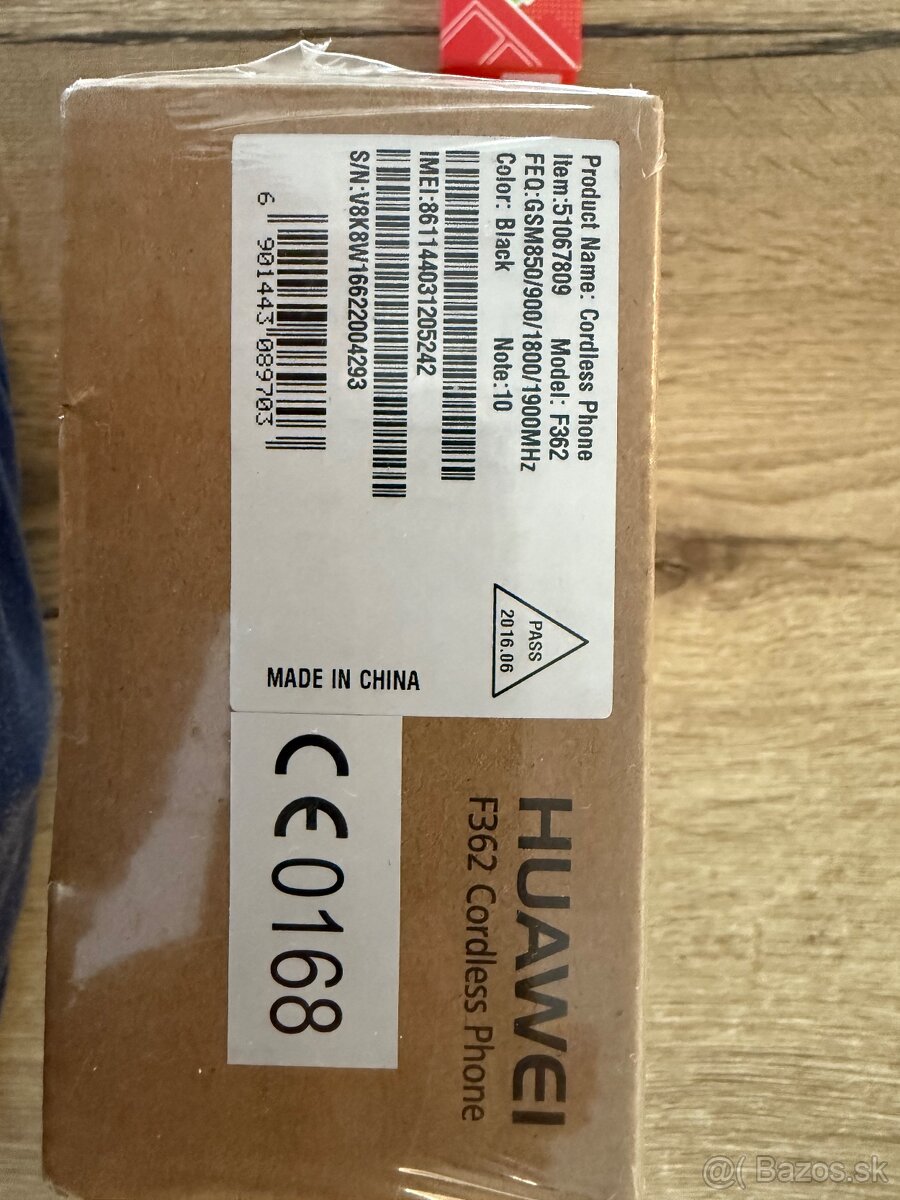 Product Name: Cordless Phone
Item:51067809 Model: F362
FEQ:GSM850/900/1800/1900MHz
Color: Black Note:10
IMEI:861144031205242
S/N:V8K8W16622004293
6 901443 089703
PASS
2016.06
MADE IN CHINA
CE0168
HUAWEI
F362 Cordless Phone
@( Bazos.sk